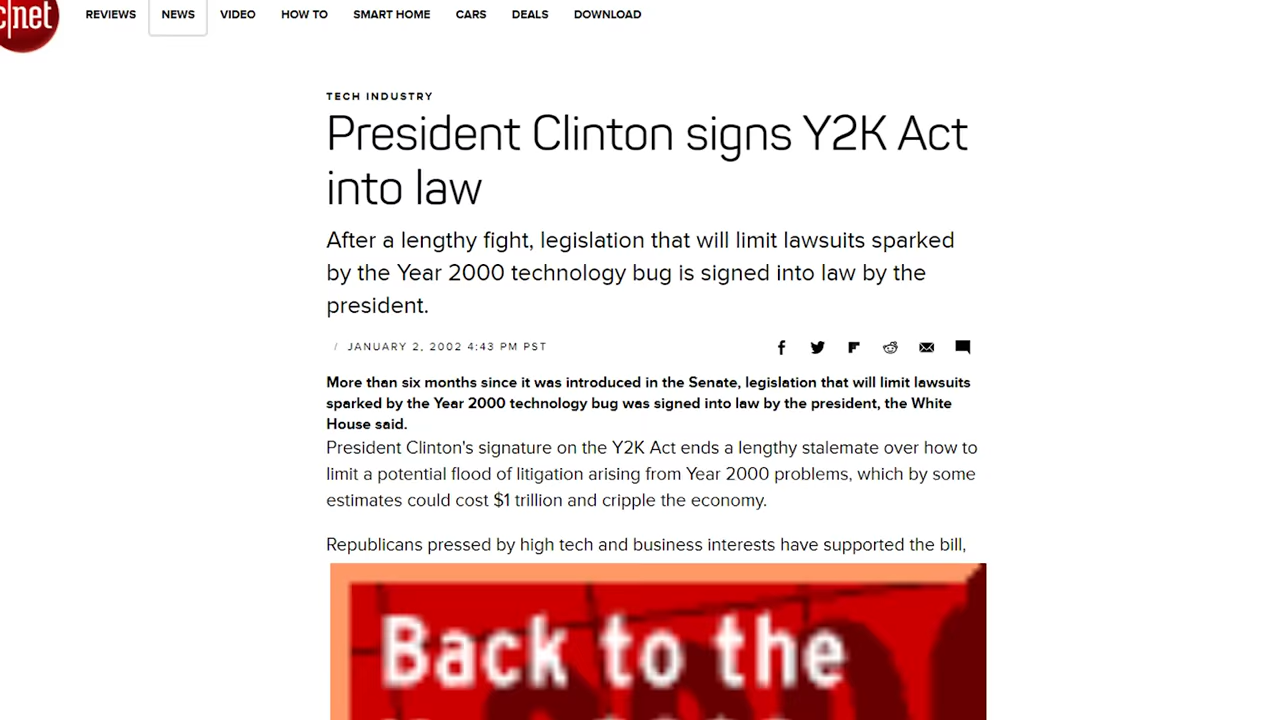 c|net
REVIEWS NEWS VIDEO HOW TO SMART HOME CARS DEALS DOWNLOAD
TECH INDUSTRY
President Clinton signs Y2K Act
into law
After a lengthy fight, legislation that will limit lawsuits sparked
by the Year 2000 technology bug is signed into law by the
president.
/ JANUARY 2, 2002 4:43 PM PST
More than six months since it was introduced in the Senate, legislation that will limit lawsuits
sparked by the Year 2000 technology bug was signed into law by the president, the White
House said.
President Clinton's signature on the Y2K Act ends a lengthy stalemate over how to
limit a potential flood of litigation arising from Year 2000 problems, which by some
estimates could cost $1 trillion and cripple the economy.
Republicans pressed by high tech and business interests have supported the bill,
Back to the